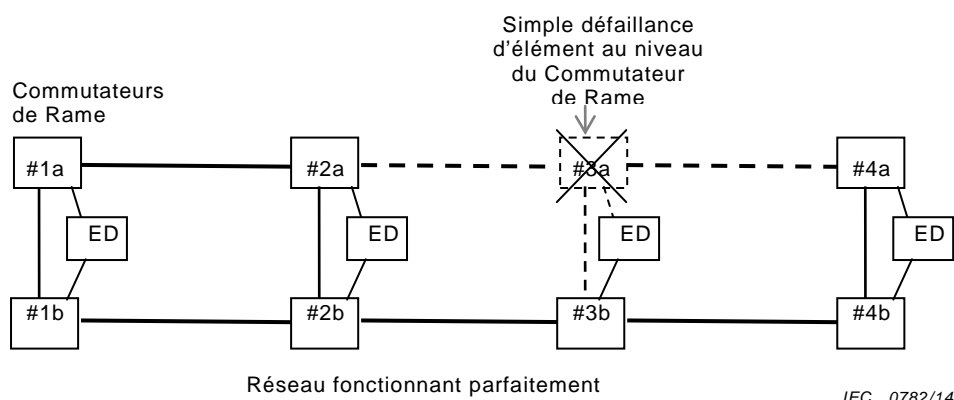 Simple défaillance
d'élément au niveau
du Commutateur
de Rame
Commutateurs
de Rame
#1a
#2a
#3a
#4a
ED
ED
ED
ED
#1b
#2b
#3b
#4b
Réseau fonctionnant parfaitement
IEC 0782/14